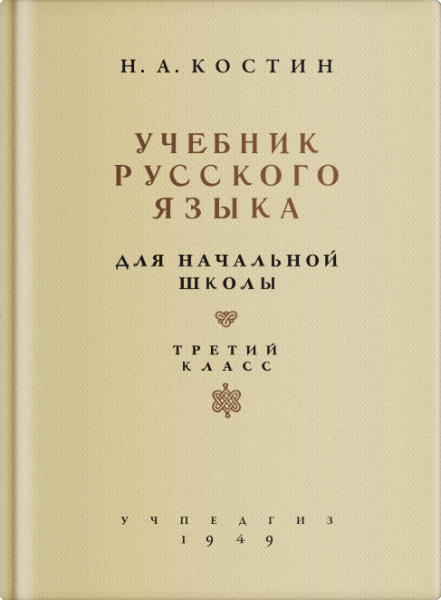 Н. А. КОСТИН
УЧЕБНИК
РУССКОГО
ЯЗЫКА
ДЛЯ НАЧАЛЬНОЙ
ШКОЛЫ
ТРЕТИЙ
КЛАСС
УЧПЕДГИЗ
1949